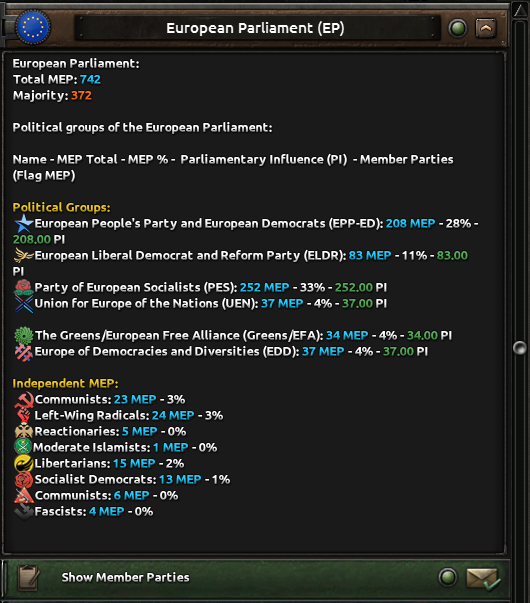 European Parliament (EP)
European Parliament:
Total MEP: 742
Majority: 372
Political groups of the European Parliament:
Name - MEP Total - MEP % - Parliamentary Influence (PI) - Member Parties
(Flag MEP)
Political Groups:
European People's Party and European Democrats (EPP-ED): 208 MEP - 28% -
208.00 PI
European Liberal Democrat and Reform Party (ELDR): 83 MEP - 11% - 83.00
PI
Party of European Socialists (PES): 252 MEP - 33% - 252.00 PI
Union for Europe of the Nations (UEN): 37 MEP - 4% - 37.00 PI
The Greens/European Free Alliance (Greens/EFA): 34 MEP - 4% - 34.00 PI
Europe of Democracies and Diversities (EDD): 37 MEP - 4% - 37.00 PI
Independent MEP:
Communists: 23 MEP - 3%
Left-Wing Radicals: 24 MEP - 3%
Reactionaries: 5 MEP - 0%
Moderate Islamists: 1 MEP - 0%
Libertarians: 15 MEP - 2%
Socialist Democrats: 13 MEP - 1%
Communists: 6 MEP - 0%
Fascists: 4 MEP - 0%
Show Member Parties